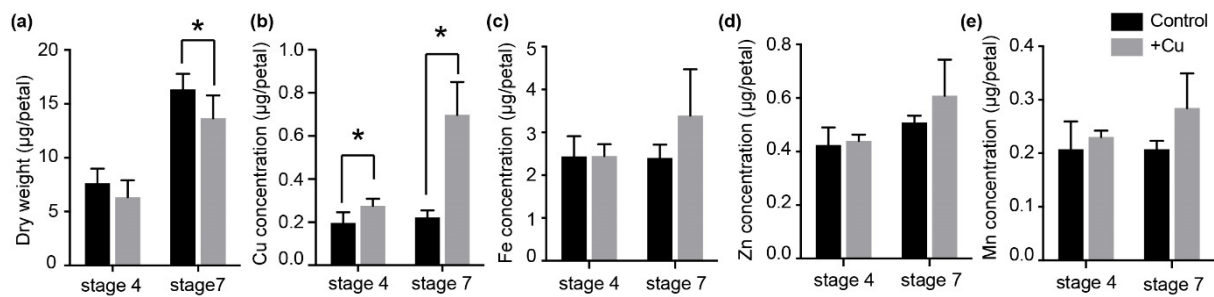 (a)
Dry weight (µg/petal)
20
15
10
5
0
*
stage 4
stage7
(b)
Cu concentration (µg/petal)
1.0
0.8
0.6
0.4
0.2
0.0
*
*
stage 4
stage 7
(c)
Fe concentration (µg/petal)
5
4
3
2
1
0
stage 4
stage 7
(d)
Zn concentration (µg/petal)
0.8
0.6
0.4
0.2
0.0
stage 4
stage 7
(e)
Mn concentration (µg/petal)
0.4
0.3
0.2
0.1
0.0
stage 4
stage 7
Control
+Cu